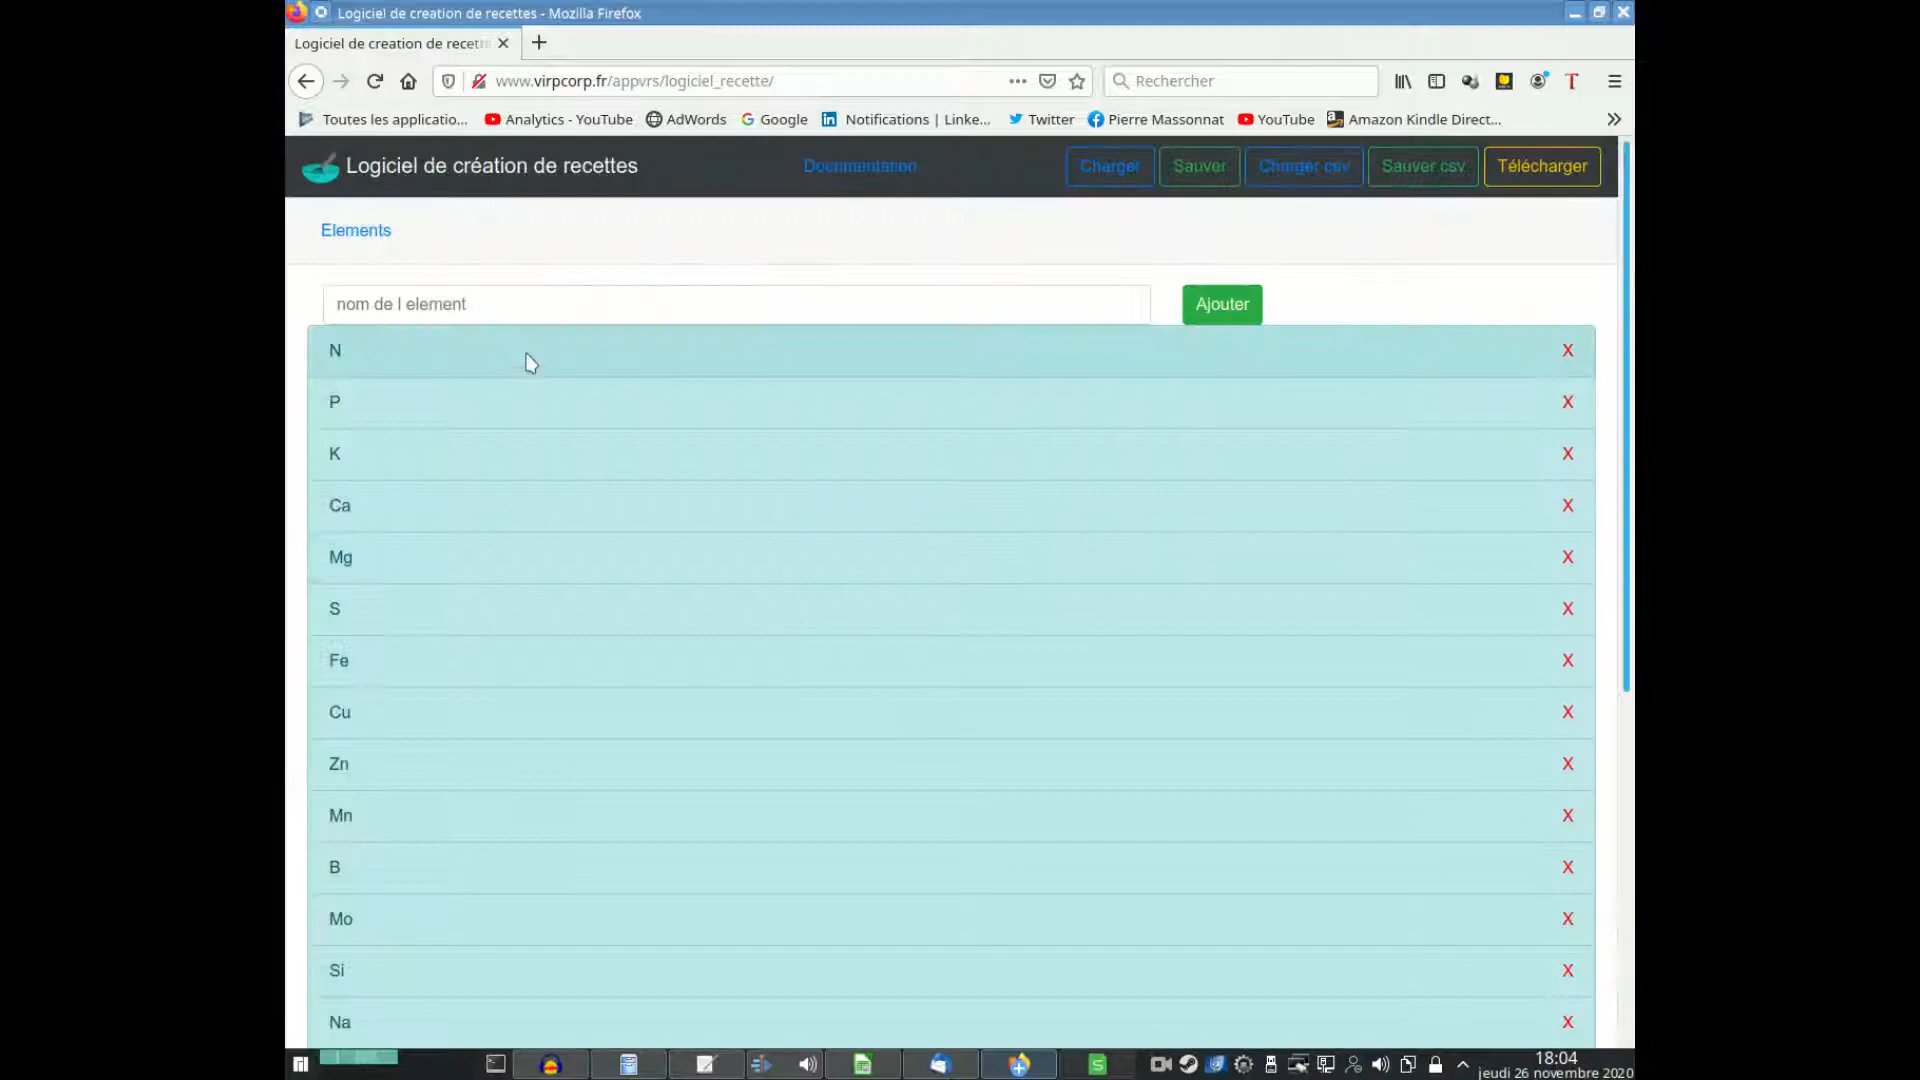 Logiciel de creation de recettes - Mozilla Firefox
Logiciel de creation de recett
www.virpcorp.fr/appvrs/logiciel_recette/
Rechercher
Toutes les applicatio... Analytics - YouTube AdWords Google Notifications | Linke... Twitter Pierre Massonnat YouTube Amazon Kindle Direct...
Logiciel de création de recettes Documentation Charger Sauver Charger csv Sauver csv Télécharger
Elements
nom de l element Ajouter
N X
P X
K X
Ca X
Mg X
S X
Fe X
Cu X
Zn X
Mn X
B X
Mo X
Si X
Na X
18:04
jeudi 26 novembre 2020